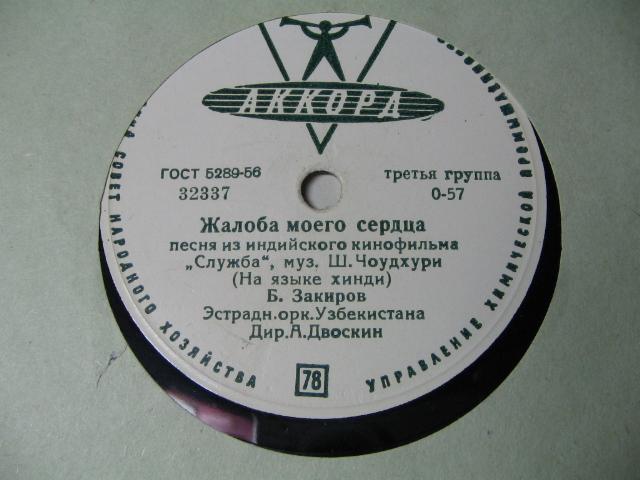 АККОРД
ГОСТ 5289-56
32337
третья группа
0-57
Жалоба моего сердца
песня из индийского кинофильма
„Служба“, муз. Ш. Чоудхури
(На языке хинди)
Б. Закиров
Эстрадн.орк.Узбекистана
Дир.А.Двоскин
78
СОВЕТ НАРОДНОГО ХОЗЯЙСТВА
УПРАВЛЕНИЕ ХИМИЧЕСКОЙ